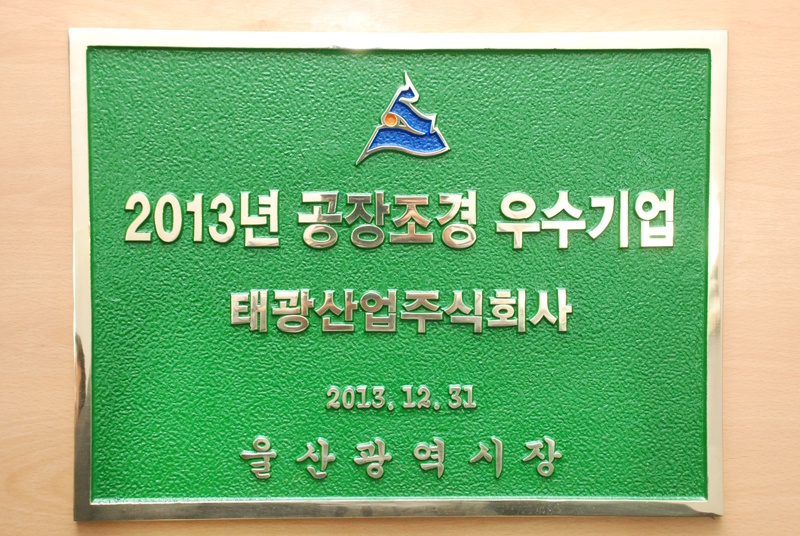 2013년 공장조경 우수기업
태광산업주식회사
2013.12.31
울산광역시장